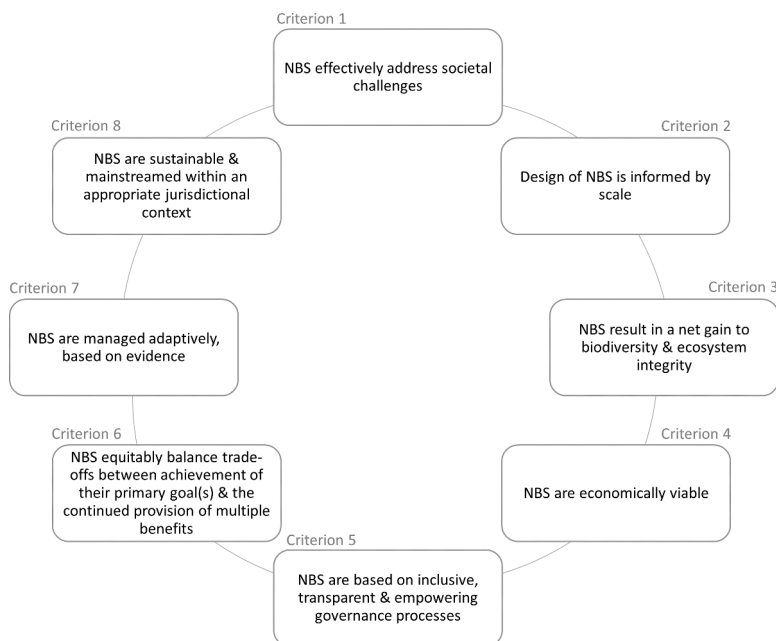 Criterion 1
NBS effectively address societal
challenges
Criterion 2
Design of NBS is informed by
scale
Criterion 3
NBS result in a net gain to
biodiversity & ecosystem
integrity
Criterion 4
NBS are economically viable
Criterion 5
NBS are based on inclusive,
transparent & empowering
governance processes
Criterion 6
NBS equitably balance trade-
offs between achievement of
their primary goal(s) & the
continued provision of multiple
benefits
Criterion 7
NBS are managed adaptively,
based on evidence
Criterion 8
NBS are sustainable &
mainstreamed within an
appropriate jurisdictional
context